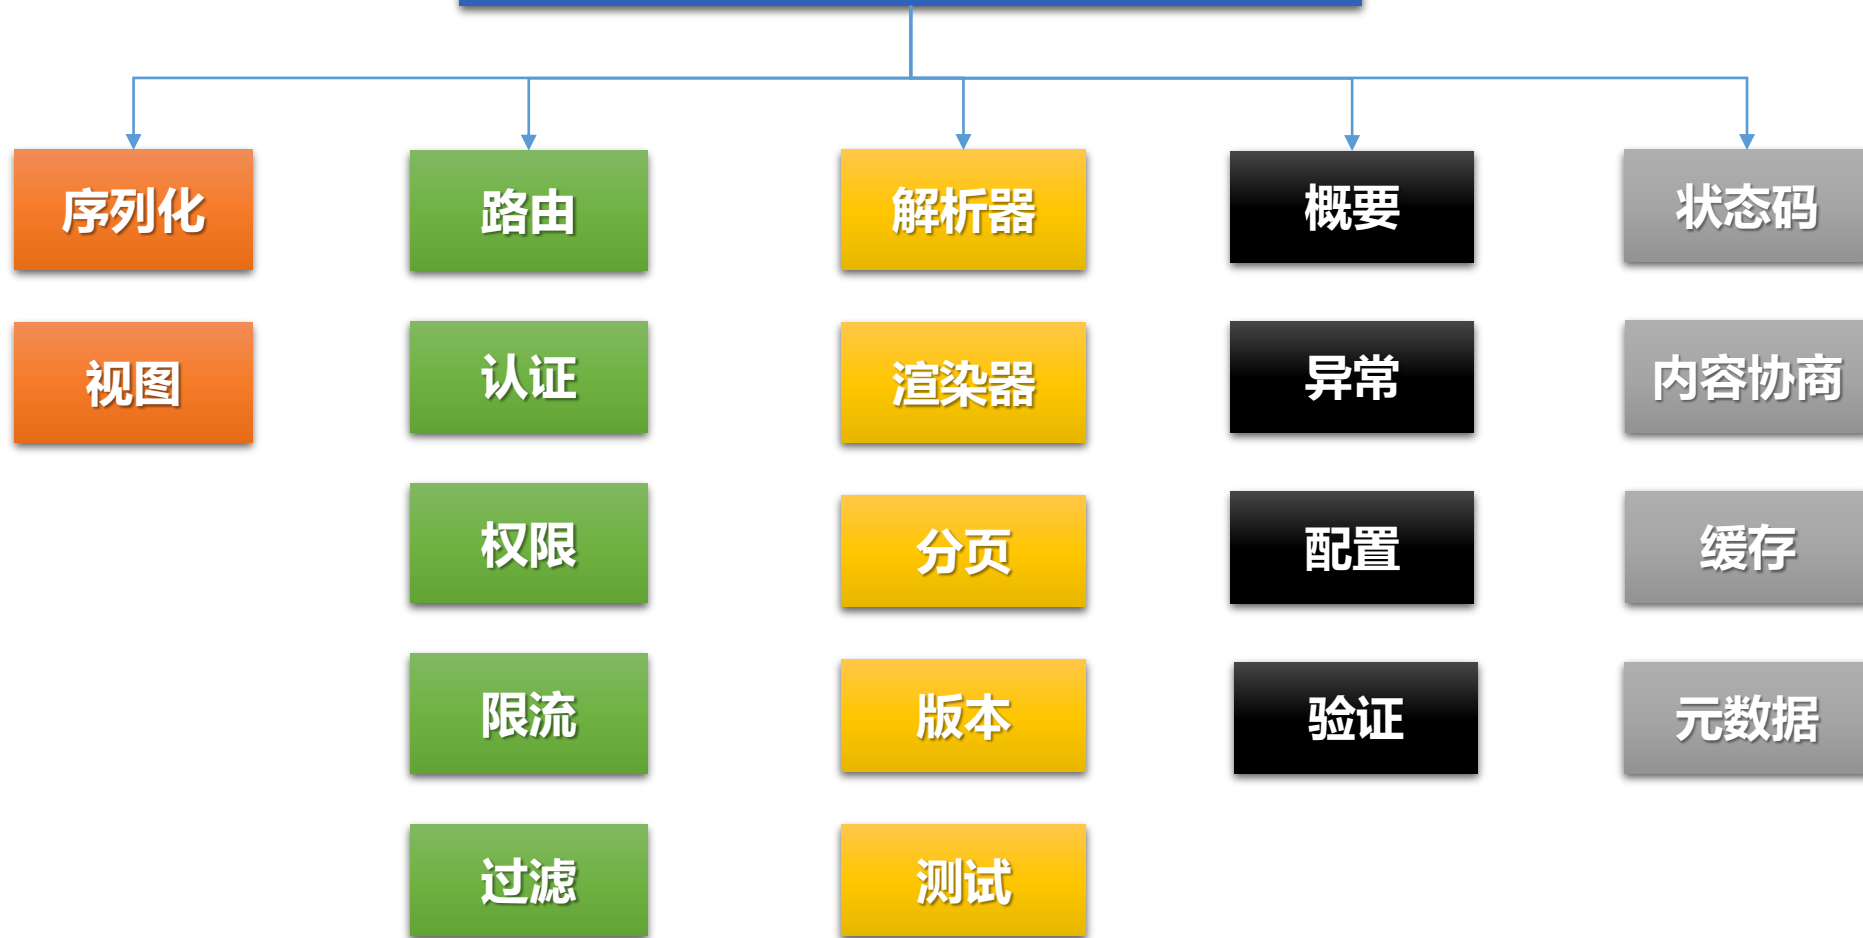 序列化
路由
解析器
概要
状态码
视图
认证
渲染器
异常
内容协商
权限
分页
配置
缓存
限流
版本
验证
元数据
过滤
测试